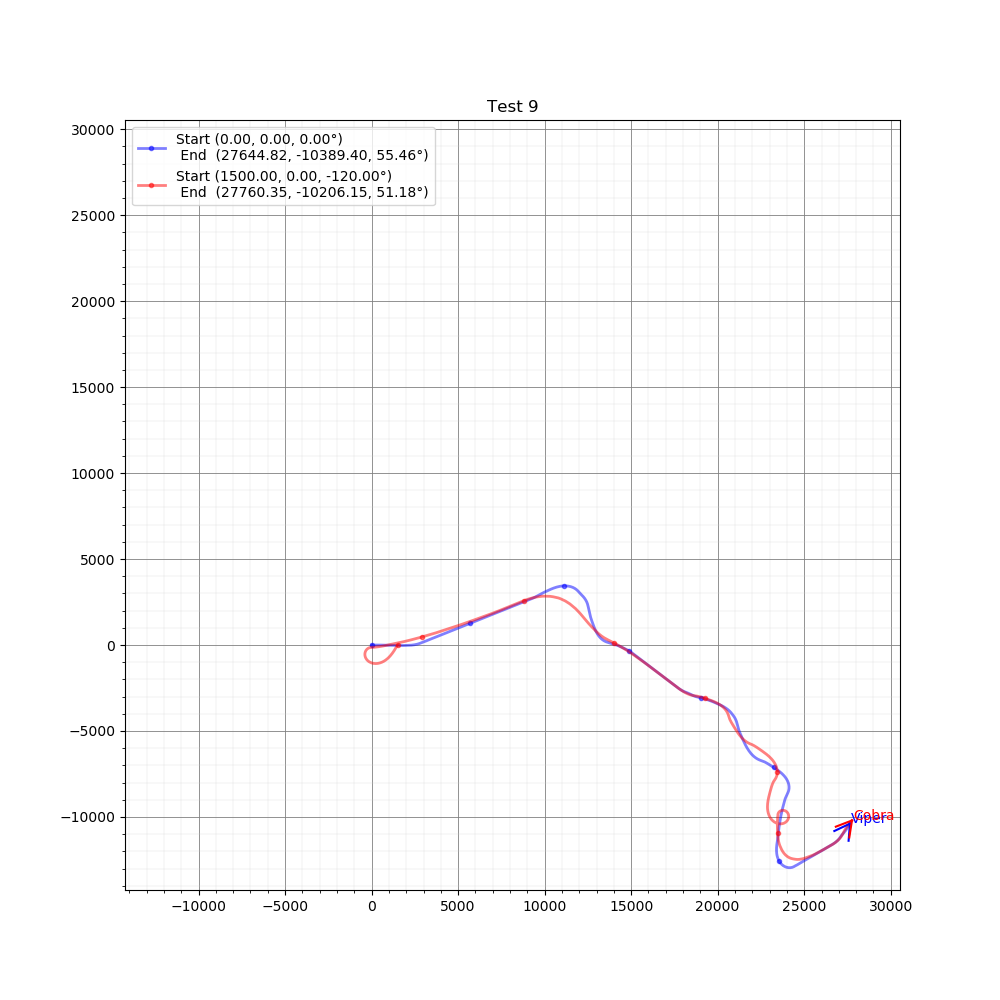 Test 9
Start (0.00, 0.00, 0.00°)
End (27644.82, -10389.40, 55.46°)
Start (1500.00, 0.00, -120.00°)
End (27760.35, -10206.15, 51.18°)
30000
25000
20000
15000
10000
5000
0
−5000
−10000
Cobra
Viper
−10000 −5000 0 5000 10000 15000 20000 25000 30000